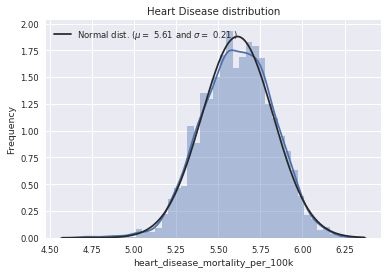 Heart Disease distribution
Normal dist. (μ = 5.61 and σ = 0.21 )
Frequency
2.00
1.75
1.50
1.25
1.00
0.75
0.50
0.25
0.00
4.50 4.75 5.00 5.25 5.50 5.75 6.00 6.25
heart_disease_mortality_per_100k